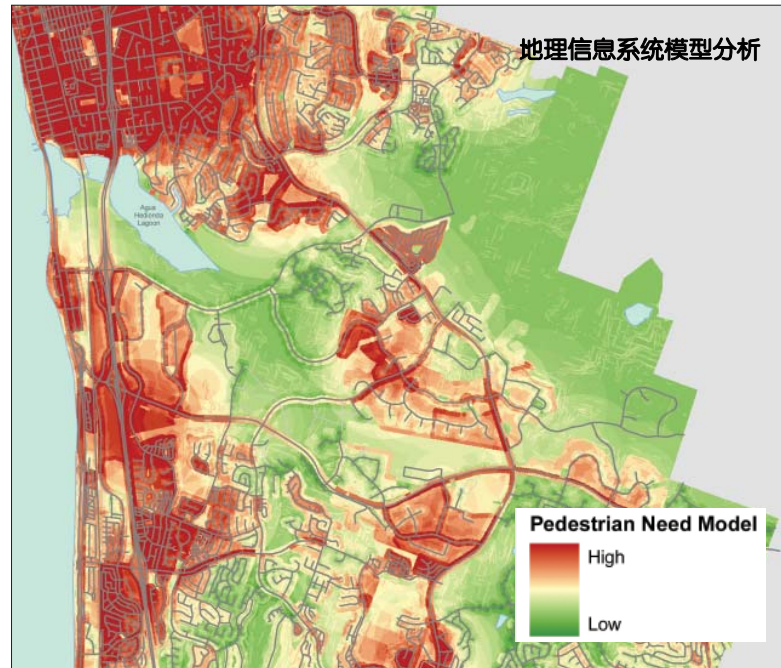 地理信息系统模型分析
Agua
Hedionda
Lagoon
Pedestrian Need Model
High
Low